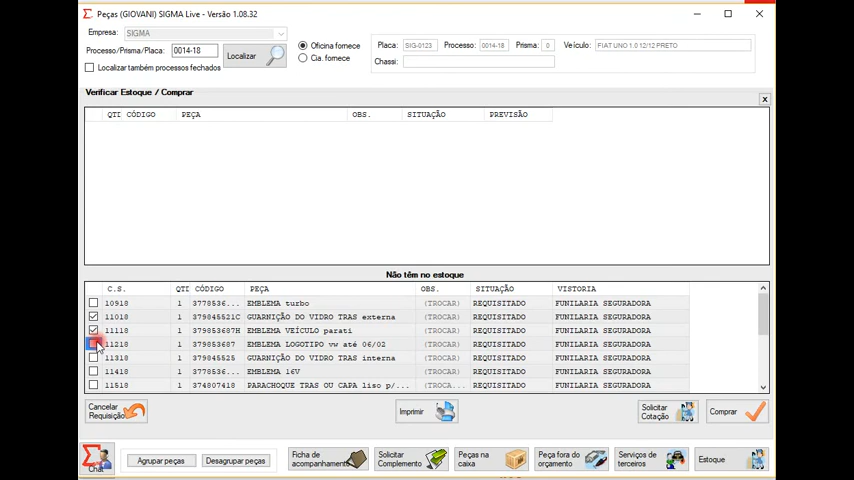 Peças (GIOVANI) SIGMA Live - Versão 1.08.32
Empresa: SIGMA
Processo/Prisma/Placa: 0014-18 Localizar
Localizar também processos fechados
Oficina fornece
Cia. fornece
Placa: SIG-0123 Processo: 0014-18 Prisma: 0 Veículo: FIAT UNO 1.0 12/12 PRETO
Chassi:
Verificar Estoque / Comprar
x
QTI CÓDIGO PEÇA OBS. SITUAÇÃO PREVISÃO
Não têm no estoque
C.S. QTI CÓDIGO PEÇA OBS. SITUAÇÃO VISTORIA
10918 1 3778536... EMBLEMA turbo (TROCAR) REQUISITADO FUNILARIA SEGURADORA
11018 1 379845521C GUARNIÇÃO DO VIDRO TRAS externa (TROCAR) REQUISITADO FUNILARIA SEGURADORA
11118 1 379853687H EMBLEMA VEÍCULO parati (TROCAR) REQUISITADO FUNILARIA SEGURADORA
11218 1 379853687 EMBLEMA LOGOTIPO vw até 06/02 (TROCAR) REQUISITADO FUNILARIA SEGURADORA
11318 1 379845525 GUARNIÇÃO DO VIDRO TRAS interna (TROCAR) REQUISITADO FUNILARIA SEGURADORA
11418 1 3778536... EMBLEMA 16V (TROCAR) REQUISITADO FUNILARIA SEGURADORA
11518 1 374807418 PARACHOQUE TRAS OU CAPA liso p/... (TROCA... REQUISITADO FUNILARIA SEGURADORA
Cancelar Requisição
Imprimir
Solicitar Cotação
Comprar
Chat
Agrupar peças
Desagrupar peças
Ficha de acompanhamento
Solicitar Complemento
Peças na caixa
Peça fora do orçamento
Serviços de terceiros
Estoque